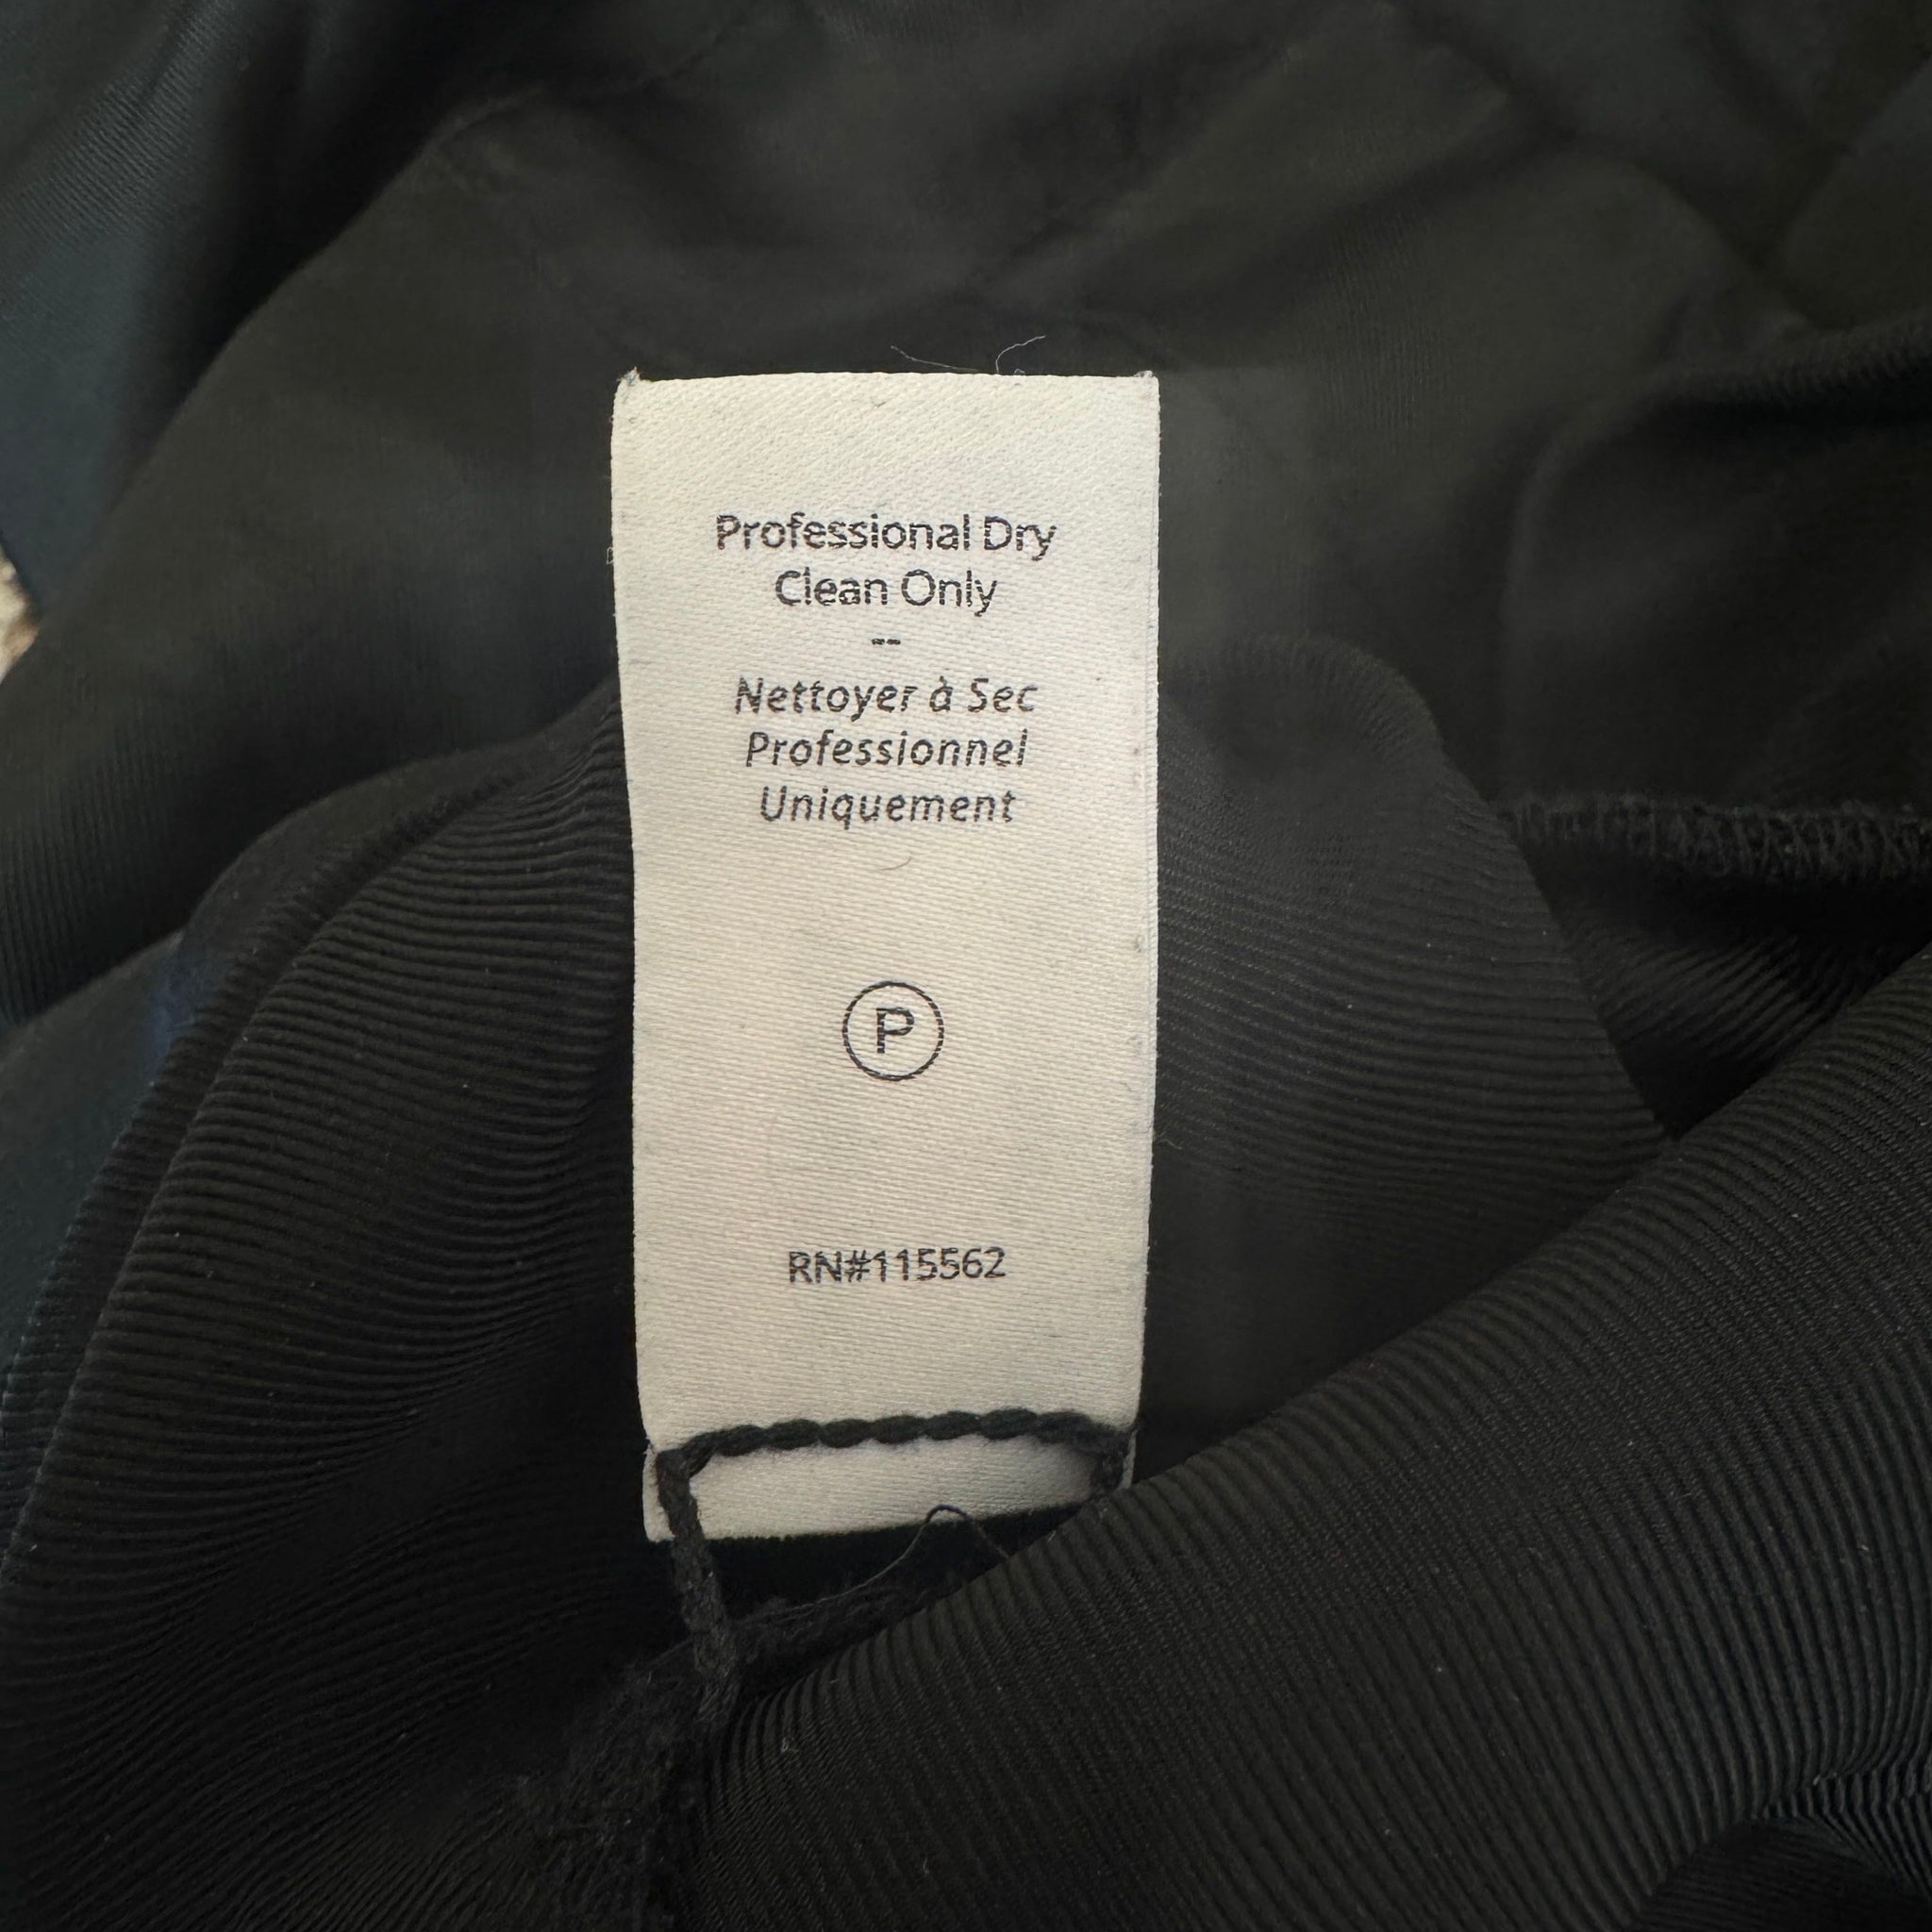 Professional Dry
Clean Only
--
Nettoyer à Sec
Professionnel
Uniquement
P
RN#115562